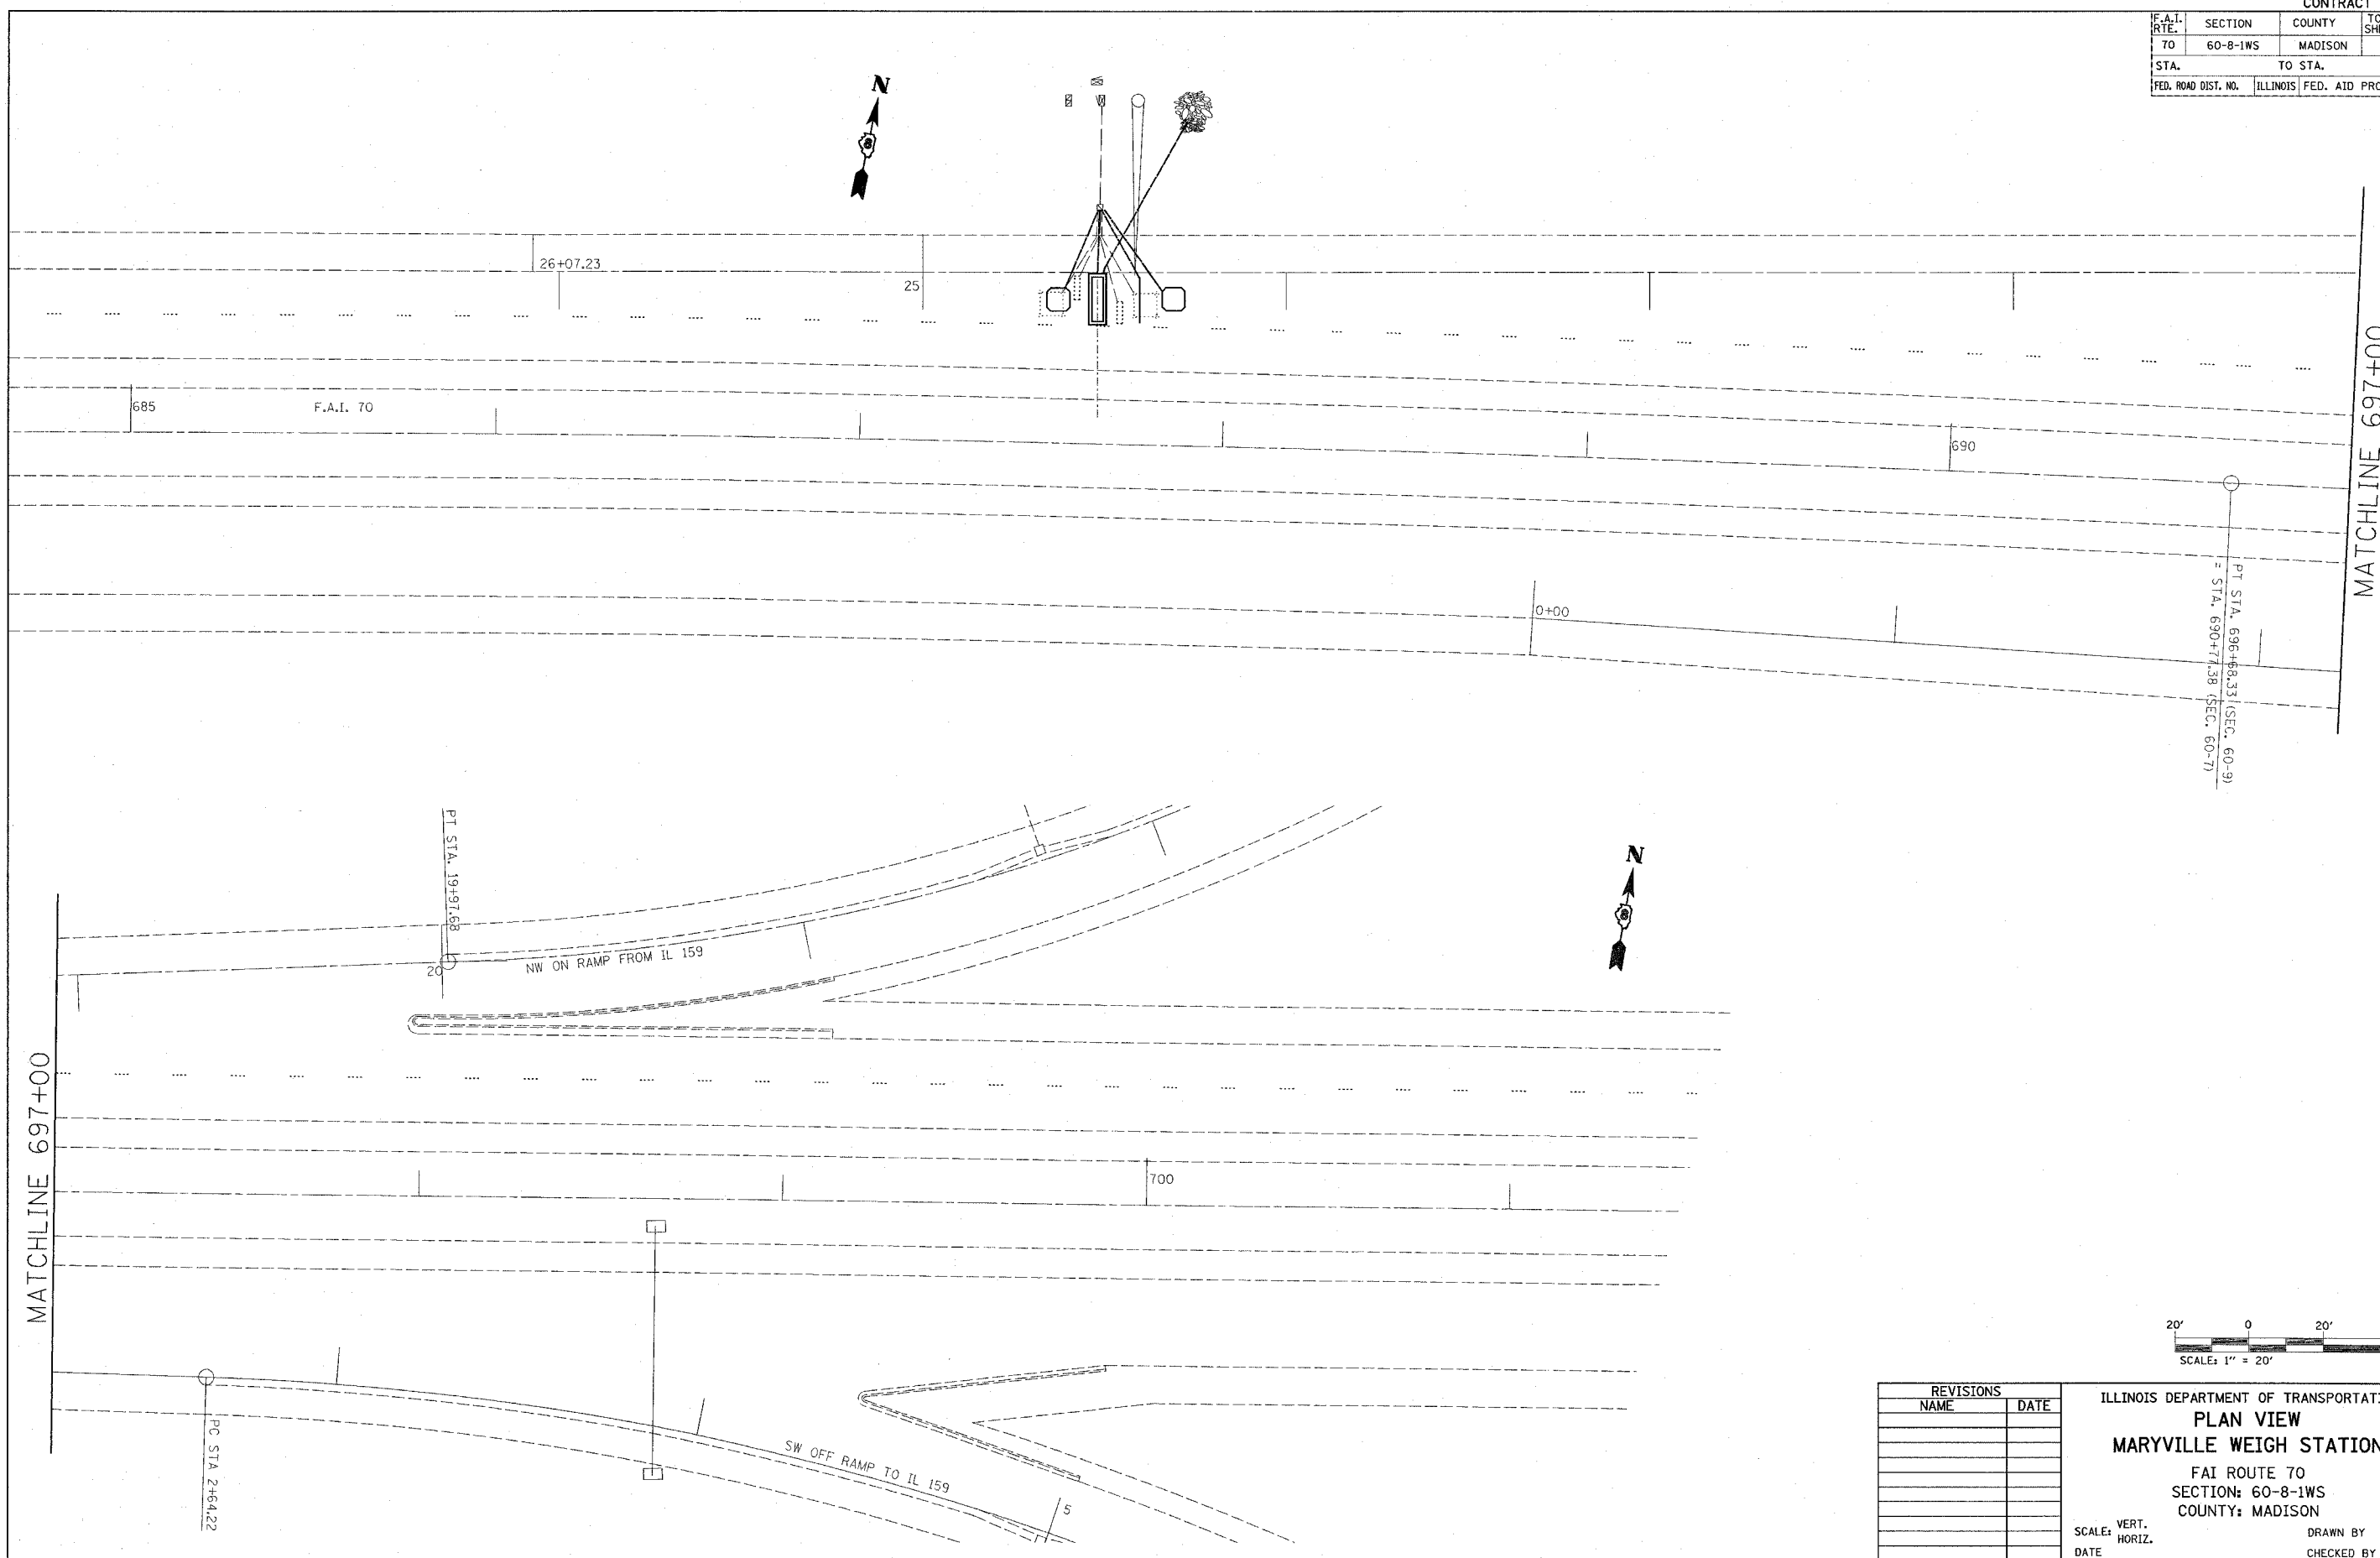 CONTRACT
F.A.I. RTE. SECTION COUNTY
70 60-8-1WS MADISON
STA. TO STA.
FED. ROAD DIST. NO. ILLINOIS FED. AID
N
8
26+07.23
25
685
F.A.I. 70
690
0+00
MATCHLINE 697+00
PT STA. 696+68.33 (SEC. 60-9)
= STA. 690+77.38 (SEC. 60-7)
PT STA. 19+97.68
20
NW ON RAMP FROM IL 159
N
8
MATCHLINE 697+00
700
PC STA 2+64.22
SW OFF RAMP TO IL 159
5
20' 0 20'
SCALE: 1" = 20'
REVISIONS
NAME DATE
ILLINOIS DEPARTMENT OF
PLAN VIEW
MARYVILLE WEIGH STATION
FAI ROUTE 70
SECTION: 60-8-1WS
COUNTY: MADISON
SCALE: VERT.
HORIZ.
DRAWN BY
DATE
CHECKED BY